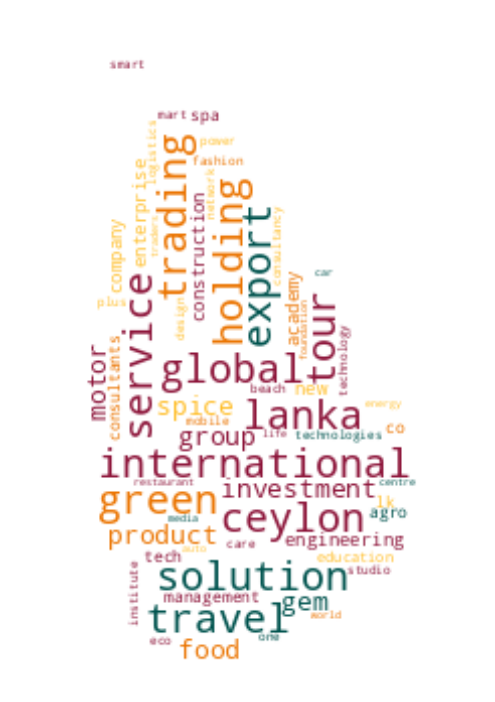 smart
mart spa
logistics
trading
power
fashion
enterprise
network
construction
holding
export
consultancy
traders
company
design
plus
service
academy
foundation
car
tour
technology
motor
consultants
global
beach new
spice
energy
lanka
mobile
co
group life technologies
international
restaurant centre
investment
green
lk
media
ceylon agro
product
engineering
auto care
tech education
studio
solution
institute
management gem
travel world
eco one
food